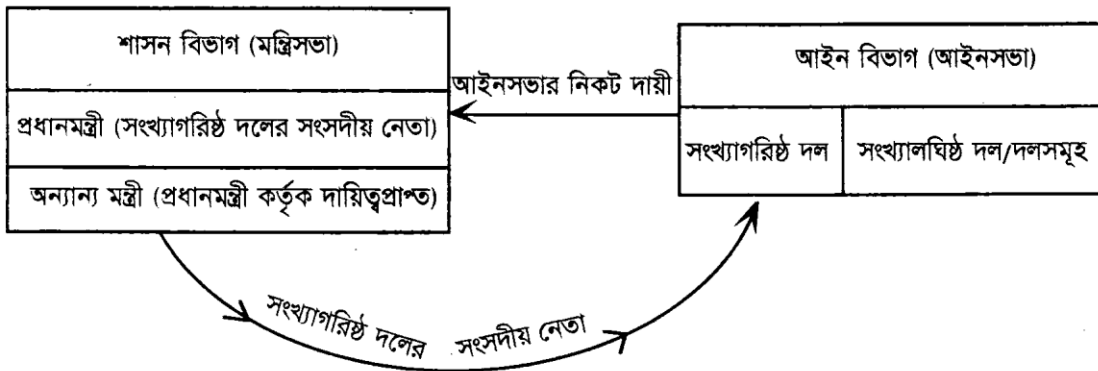 শাসন বিভাগ (মন্ত্রিসভা)
প্রধানমন্ত্রী (সংখ্যাগরিষ্ঠ দলের সংসদীয় নেতা)
অন্যান্য মন্ত্রী (প্রধানমন্ত্রী কর্তৃক দায়িত্বপ্রাপ্ত)
আইনসভার নিকট দায়ী
আইন বিভাগ (আইনসভা)
সংখ্যাগরিষ্ঠ দল
সংখ্যালঘিষ্ঠ দল/দলসমূহ
সংখ্যাগরিষ্ঠ দলের সংসদীয় নেতা